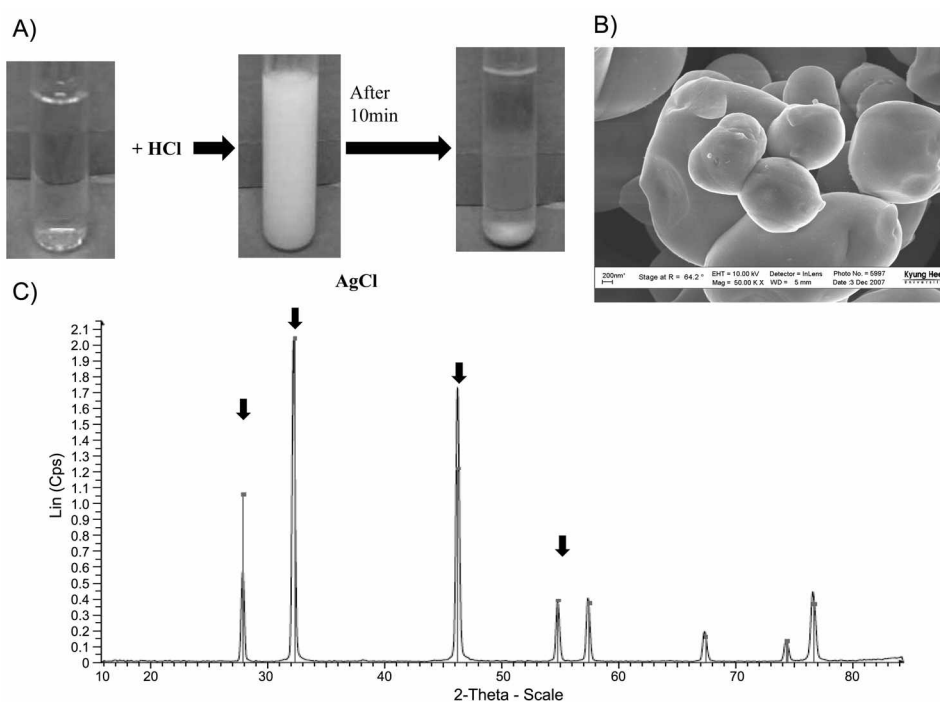 A)
+ HCl
After
10min
B)
200nm* Stage at R = 64.2 ° EHT = 10.00 kV Detector = InLens Photo No. = 5997 Kyung Hee
Mag = 50.00 K X WD = 5 mm Date :3 Dec 2007
C)
AgCl
Lin (Cps)
2.1
2.0
1.9
1.8
1.7
1.6
1.5
1.4
1.3
1.2
1.1
1.0
0.9
0.8
0.7
0.6
0.5
0.4
0.3
0.2
0.1
0
10 20 30 40 50 60 70 80
2-Theta - Scale